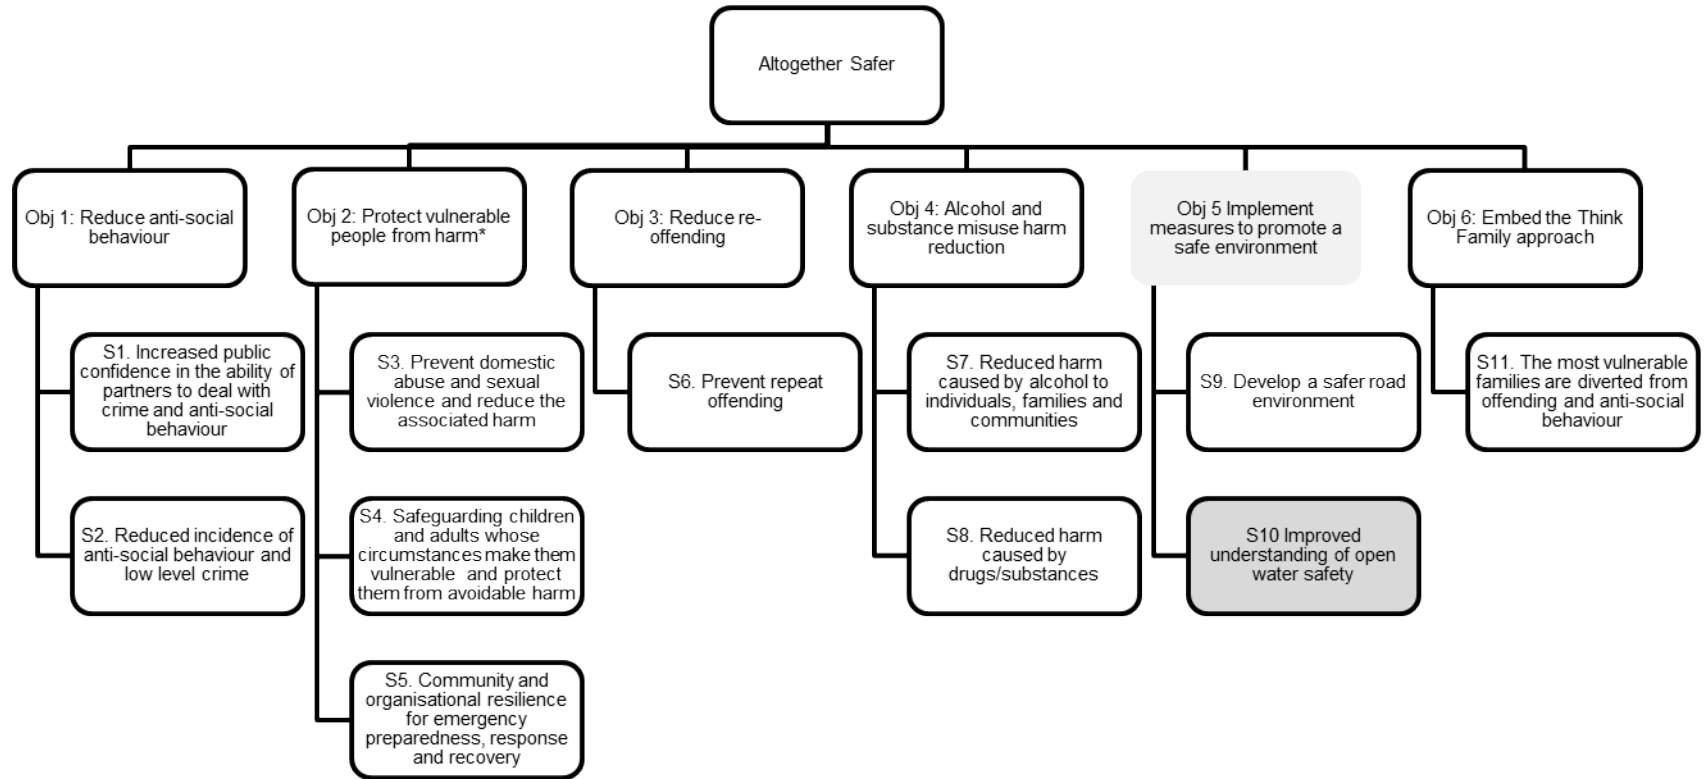 Altogether Safer
Obj 1: Reduce anti-social
behaviour
Obj 2: Protect vulnerable
people from harm*
Obj 3: Reduce re-
offending
Obj 4: Alcohol and
substance misuse harm
reduction
Obj 5 Implement
measures to promote a
safe environment
Obj 6: Embed the Think
Family approach
S1. Increased public
confidence in the ability of
partners to deal with
crime and anti-social
behaviour
S3. Prevent domestic
abuse and sexual
violence and reduce the
associated harm
S6. Prevent repeat
offending
S7. Reduced harm
caused by alcohol to
individuals, families and
communities
S9. Develop a safer road
environment
S11. The most vulnerable
families are diverted from
offending and anti-social
behaviour
S2. Reduced incidence of
anti-social behaviour and
low level crime
S4. Safeguarding children
and adults whose
circumstances make them
vulnerable and protect
them from avoidable harm
S8. Reduced harm
caused by
drugs/substances
S10 Improved
understanding of open
water safety
S5. Community and
organisational resilience
for emergency
preparedness, response
and recovery